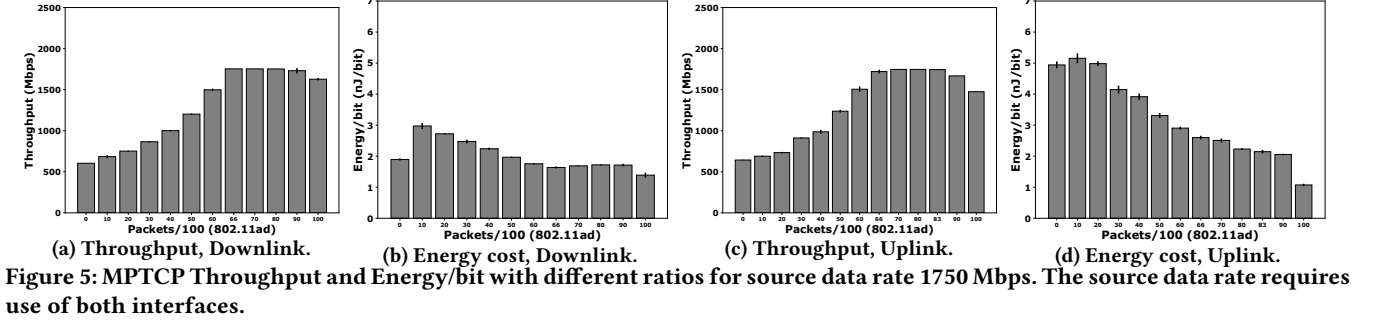 2500
2000
1500
1000
500
0
Throughput (Mbps)
0 10 20 30 40 50 60 66 70 80 90 100
Packets/100 (802.11ad)
(a) Throughput, Downlink.
7
6
5
4
3
2
1
0
Energy/bit (nJ/bit)
0 10 20 30 40 50 60 66 70 80 90 100
Packets/100 (802.11ad)
(b) Energy cost, Downlink.
2500
2000
1500
1000
500
0
Throughput (Mbps)
0 10 20 30 40 50 60 66 70 80 83 90 100
Packets/100 (802.11ad)
(c) Throughput, Uplink.
7
6
5
4
3
2
1
0
Energy/bit (nJ/bit)
0 10 20 30 40 50 60 66 70 80 83 90 100
Packets/100 (802.11ad)
(d) Energy cost, Uplink.
Figure 5: MPTCP Throughput and Energy/bit with different ratios for source data rate 1750 Mbps. The source data rate requires
use of both interfaces.